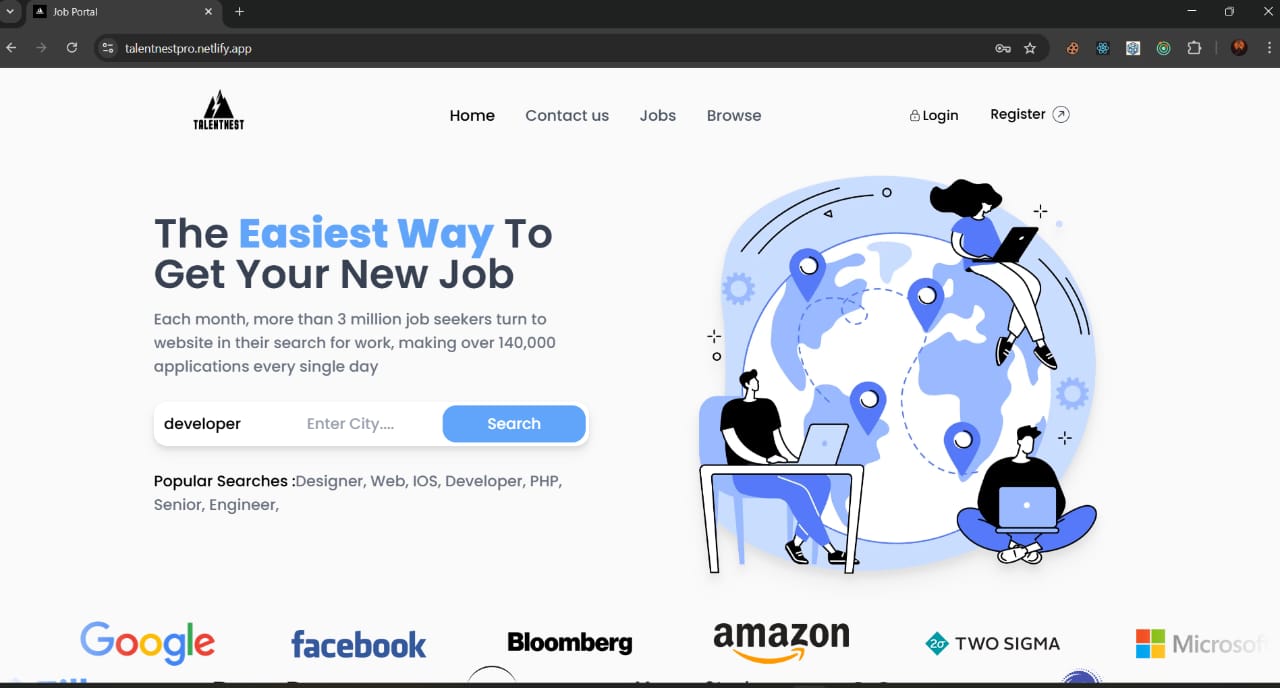 Job Portal
talentnestpro.netlify.app
TALENTNEST
Home Contact us Jobs Browse
Login Register
The Easiest Way To
Get Your New Job
Each month, more than 3 million job seekers turn to
website in their search for work, making over 140,000
applications every single day
developer Enter City.... Search
Popular Searches :Designer, Web, IOS, Developer, PHP,
Senior, Engineer,
Google facebook Bloomberg amazon 2σ TWO SIGMA Microsoft